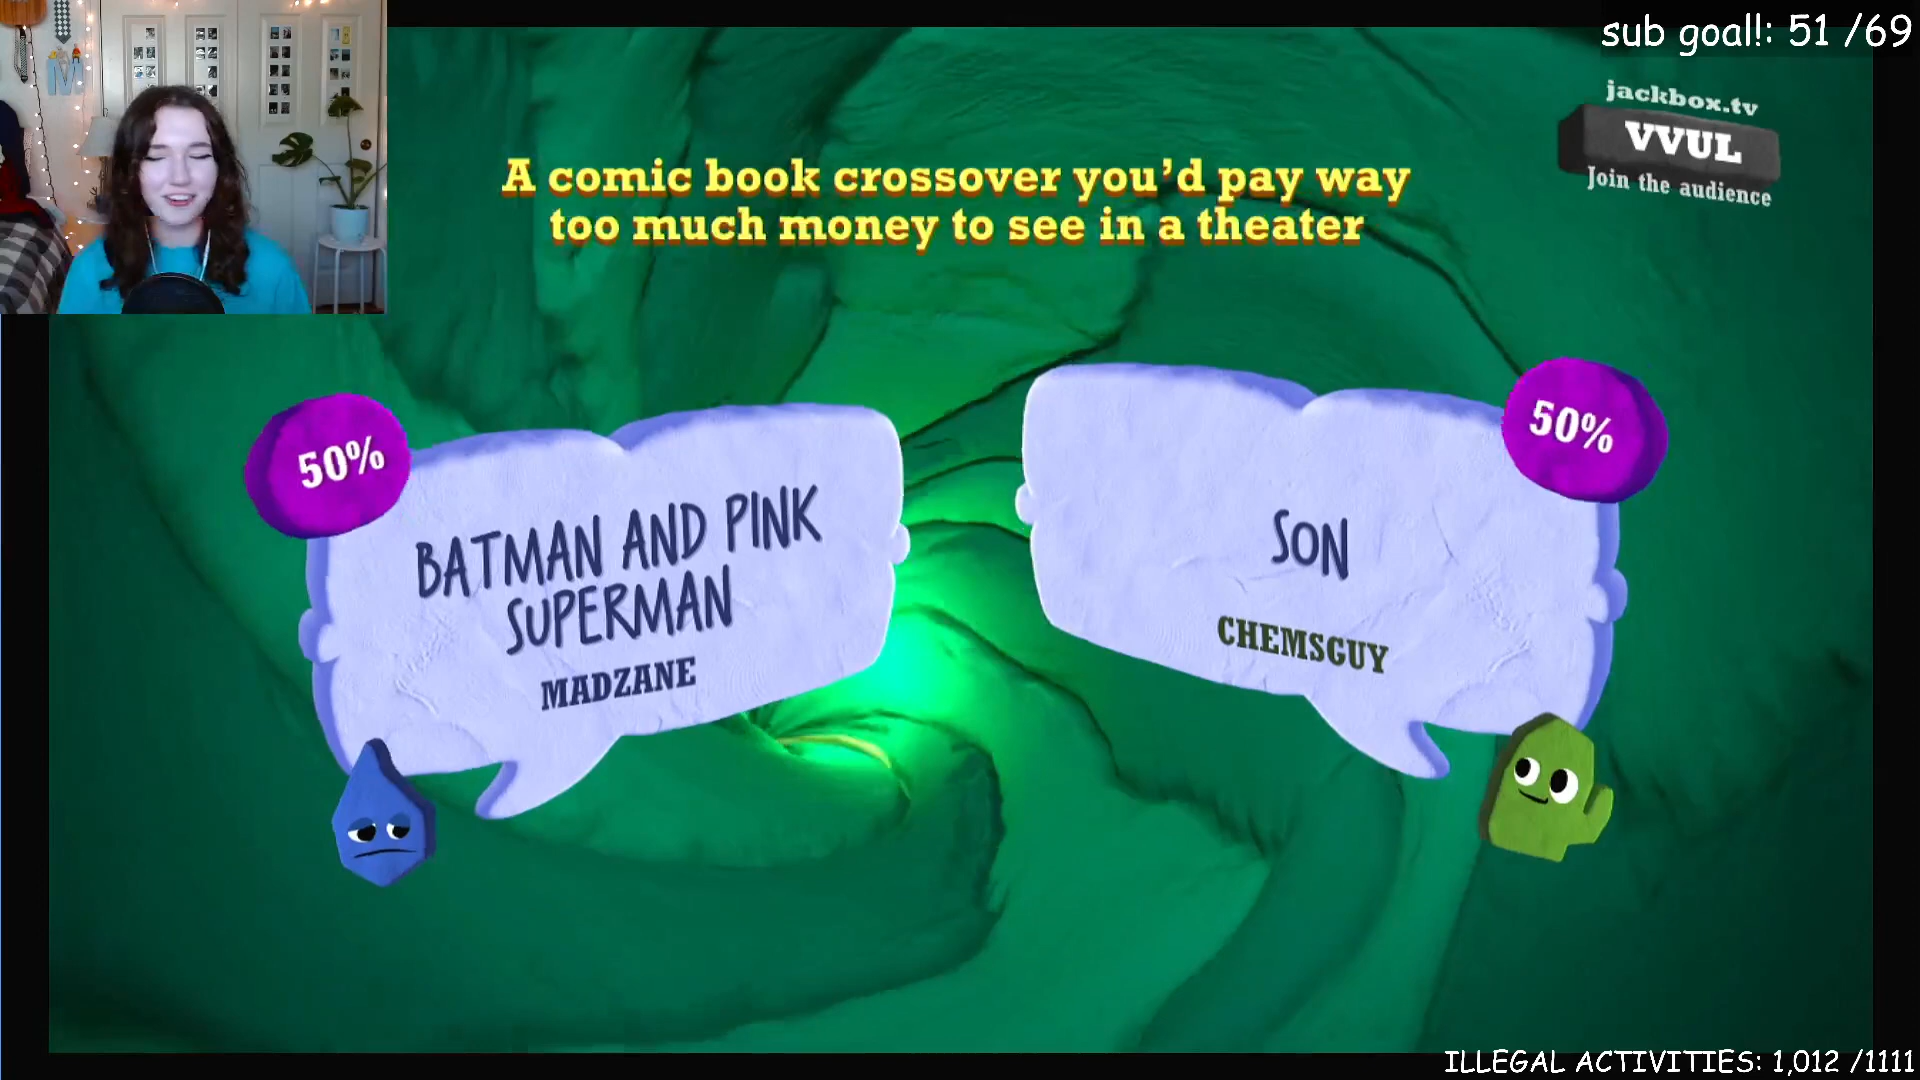 sub goal!: 51 /69
jackbox.tv
VVUL
Join the audience
A comic book crossover you'd pay way
too much money to see in a theater
50%
BATMAN AND PINK
SUPERMAN
MADZANE
50%
SON
CHEMSGUY
ILLEGAL ACTIVITIES: 1,012 /1111